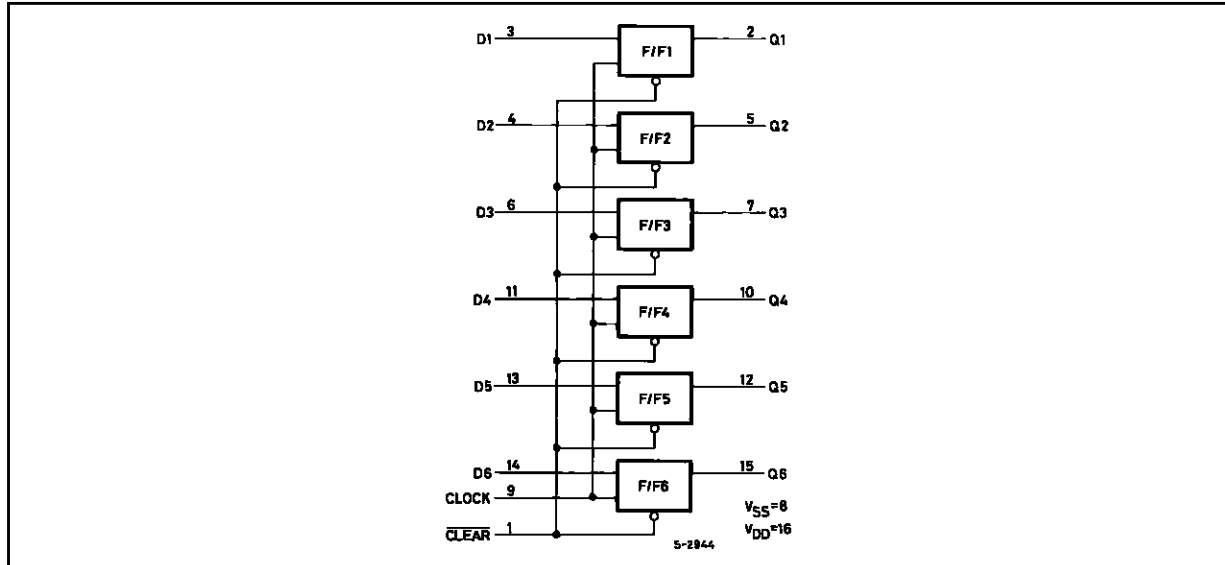 D1 3 F/F1 2 Q1
D2 4 F/F2 5 Q2
D3 6 F/F3 7 Q3
D4 11 F/F4 10 Q4
D5 13 F/F5 12 Q5
D6 14 F/F6 15 Q6
CLOCK 9
VSS=8
CLEAR 1
VDD=16
5-2944